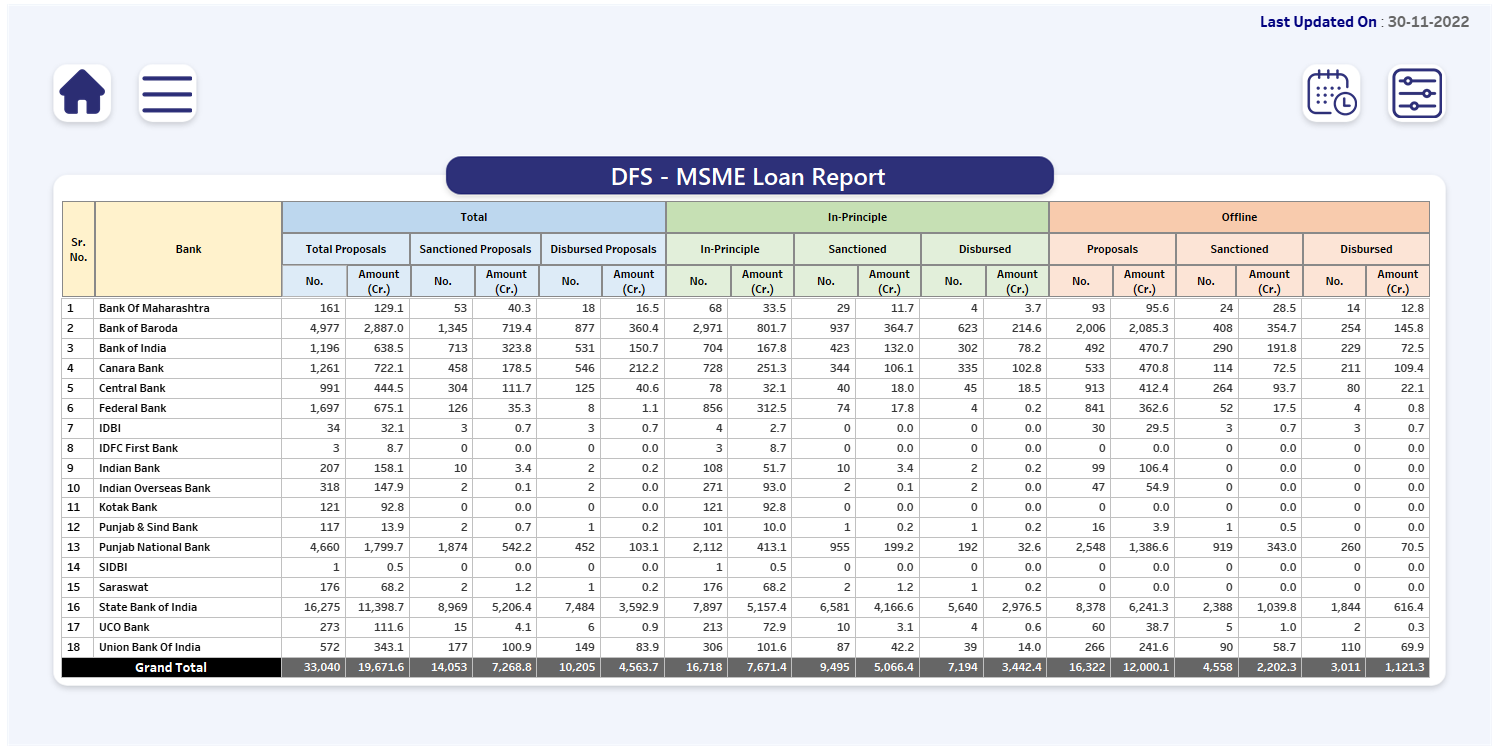 Last Updated On : 30-11-2022
DFS - MSME Loan Report
Sr. No. Bank Total In-Principle Offline
Total Proposals Sanctioned Proposals Disbursed Proposals In-Principle Sanctioned Disbursed Proposals Sanctioned Disbursed
No. Amount (Cr.) No. Amount (Cr.) No. Amount (Cr.) No. Amount (Cr.) No. Amount (Cr.) No. Amount (Cr.) No. Amount (Cr.) No. Amount (Cr.) No. Amount (Cr.)
1 Bank Of Maharashtra 161 129.1 53 40.3 18 16.5 68 33.5 29 11.7 4 3.7 93 95.6 24 28.5 14 12.8
2 Bank of Baroda 4,977 2,887.0 1,345 719.4 877 360.4 2,971 801.7 937 364.7 623 214.6 2,006 2,085.3 408 354.7 254 145.8
3 Bank of India 1,196 638.5 713 323.8 531 150.7 704 167.8 423 132.0 302 78.2 492 470.7 290 191.8 229 72.5
4 Canara Bank 1,261 722.1 458 178.5 546 212.2 728 251.3 344 106.1 335 102.8 533 470.8 114 72.5 211 109.4
5 Central Bank 991 444.5 304 111.7 125 40.6 78 32.1 40 18.0 45 18.5 913 412.4 264 93.7 80 22.1
6 Federal Bank 1,697 675.1 126 35.3 8 1.1 856 312.5 74 17.8 4 0.2 841 362.6 52 17.5 4 0.8
7 IDBI 34 32.1 3 0.7 3 0.7 4 2.7 0 0.0 0 0.0 30 29.5 3 0.7 3 0.7
8 IDFC First Bank 3 8.7 0 0.0 0 0.0 3 8.7 0 0.0 0 0.0 0 0.0 0 0.0 0 0.0
9 Indian Bank 207 158.1 10 3.4 2 0.2 108 51.7 10 3.4 2 0.2 99 106.4 0 0.0 0 0.0
10 Indian Overseas Bank 318 147.9 2 0.1 2 0.0 271 93.0 2 0.1 2 0.0 47 54.9 0 0.0 0 0.0
11 Kotak Bank 121 92.8 0 0.0 0 0.0 121 92.8 0 0.0 0 0.0 0 0.0 0 0.0 0 0.0
12 Punjab & Sind Bank 117 13.9 2 0.7 1 0.2 101 10.0 1 0.2 1 0.2 16 3.9 1 0.5 0 0.0
13 Punjab National Bank 4,660 1,799.7 1,874 542.2 452 103.1 2,112 413.1 955 199.2 192 32.6 2,548 1,386.6 919 343.0 260 70.5
14 SIDBI 1 0.5 0 0.0 0 0.0 1 0.5 0 0.0 0 0.0 0 0.0 0 0.0 0 0.0
15 Saraswat 176 68.2 2 1.2 1 0.2 176 68.2 2 1.2 1 0.2 0 0.0 0 0.0 0 0.0
16 State Bank of India 16,275 11,398.7 8,969 5,206.4 7,484 3,592.9 7,897 5,157.4 6,581 4,166.6 5,640 2,976.5 8,378 6,241.3 2,388 1,039.8 1,844 616.4
17 UCO Bank 273 111.6 15 4.1 6 0.9 213 72.9 10 3.1 4 0.6 60 38.7 5 1.0 2 0.3
18 Union Bank Of India 572 343.1 177 100.9 149 83.9 306 101.6 87 42.2 39 14.0 266 241.6 90 58.7 110 69.9
Grand Total 33,040 19,671.6 14,053 7,268.8 10,205 4,563.7 16,718 7,671.4 9,495 5,066.4 7,194 3,442.4 16,322 12,000.1 4,558 2,202.3 3,011 1,121.3